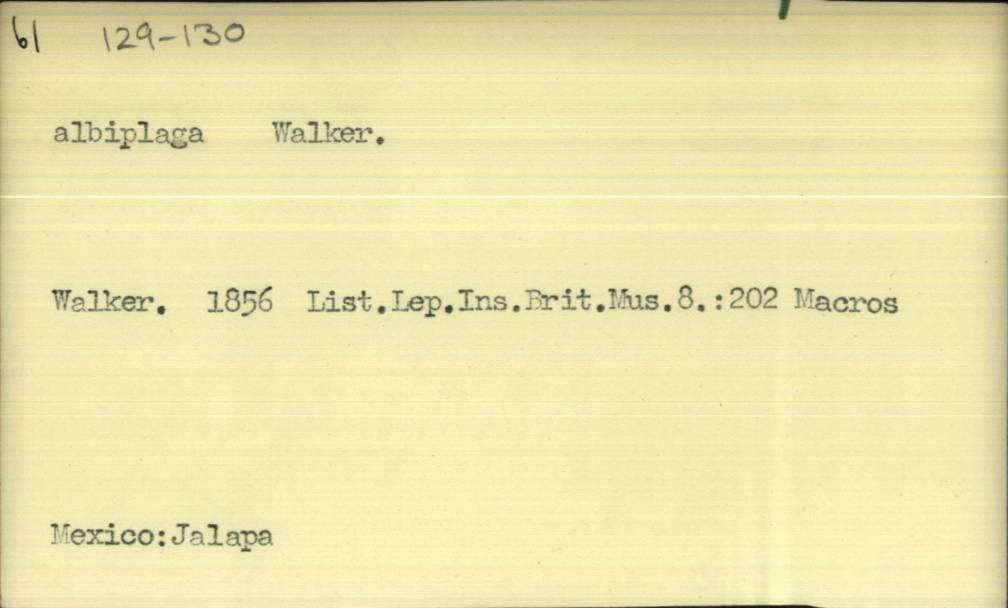 61 129-130
albiplaga Walker.
Walker. 1856 List.Lep.Ins.Brit.Mus.8.:202 Macros
Mexico:Jalapa